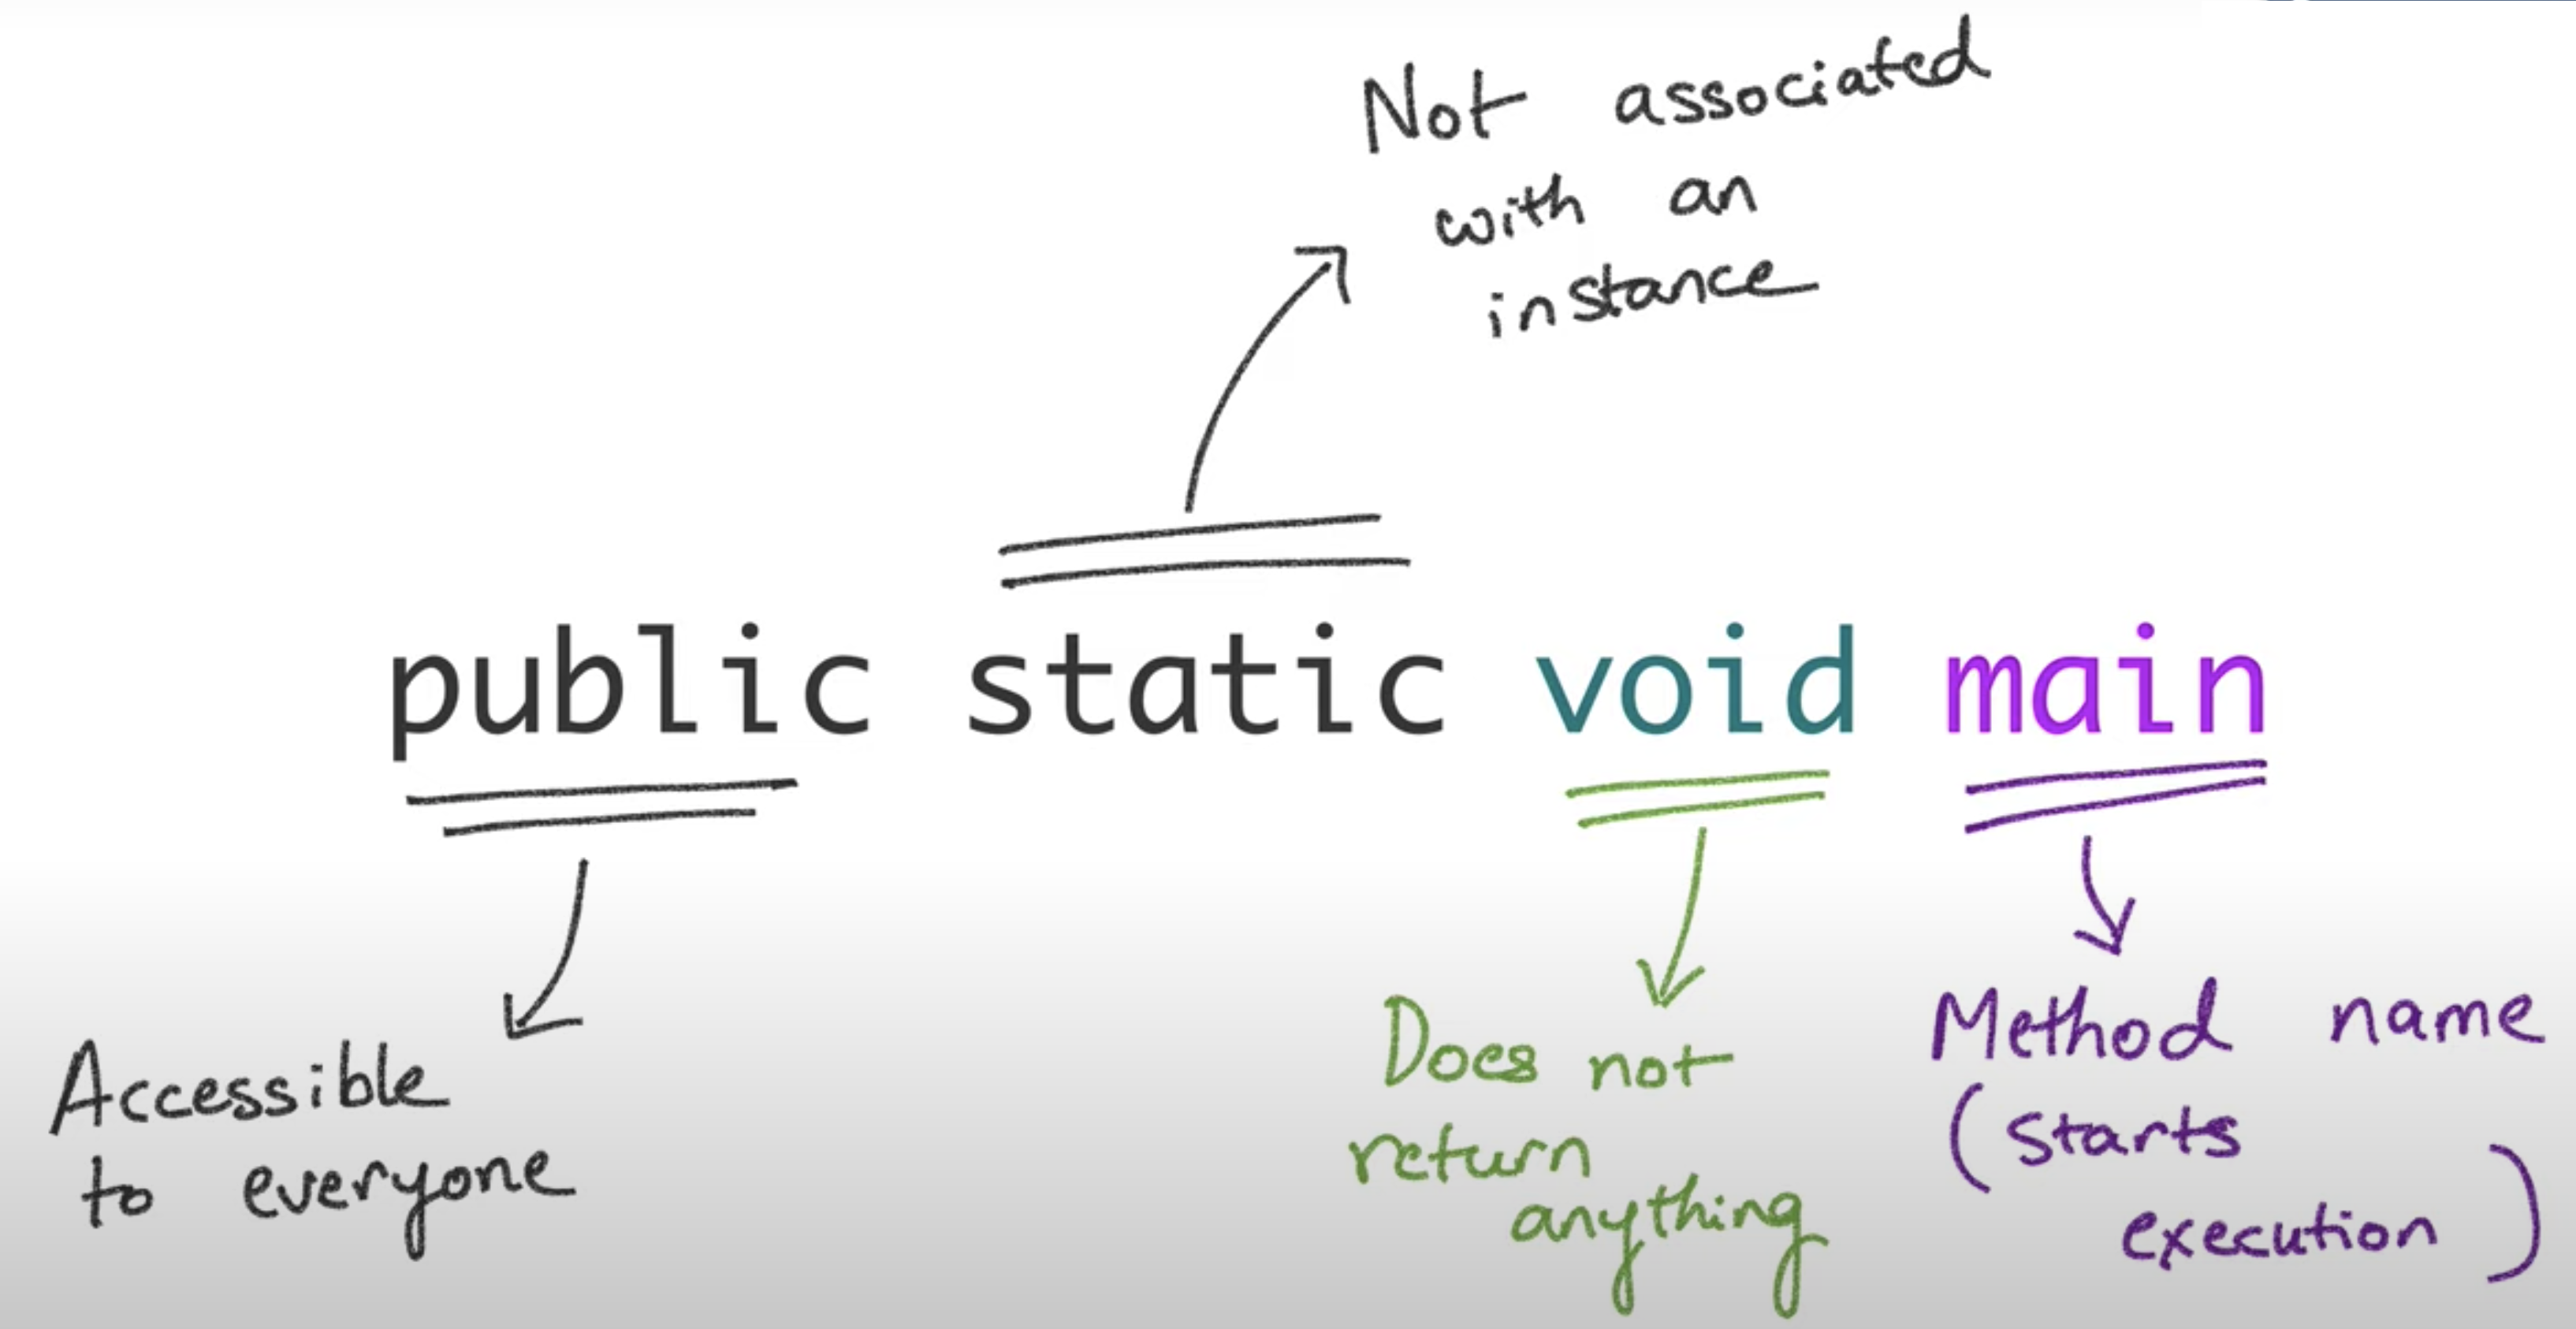 Not associated
with an
instance
public static void main
Accessible
to everyone
Does not
return
anything
Method name
(starts
execution)